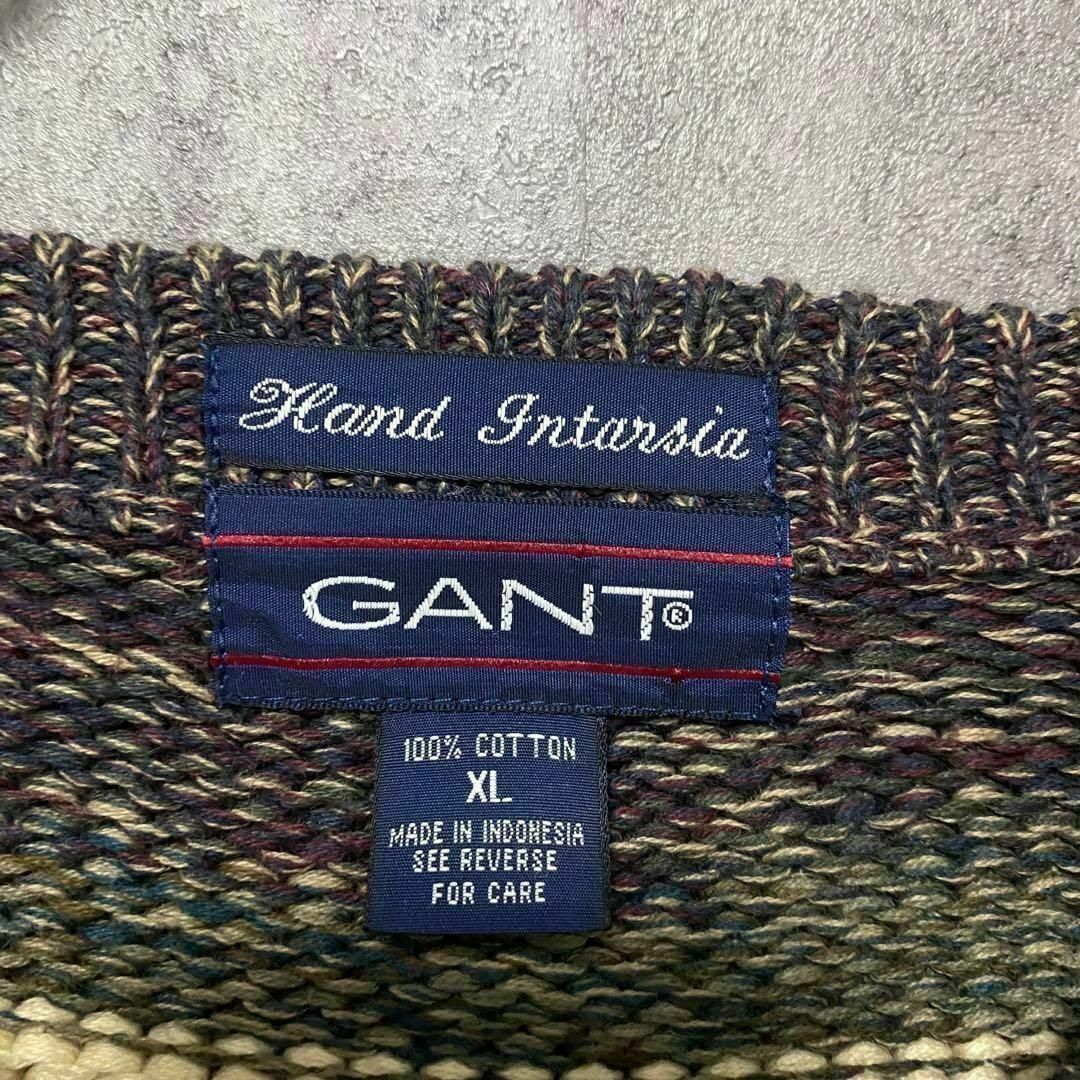 Hand Intarsia
GANT®
100% COTTON
XL
MADE IN INDONESIA
SEE REVERSE
FOR CARE